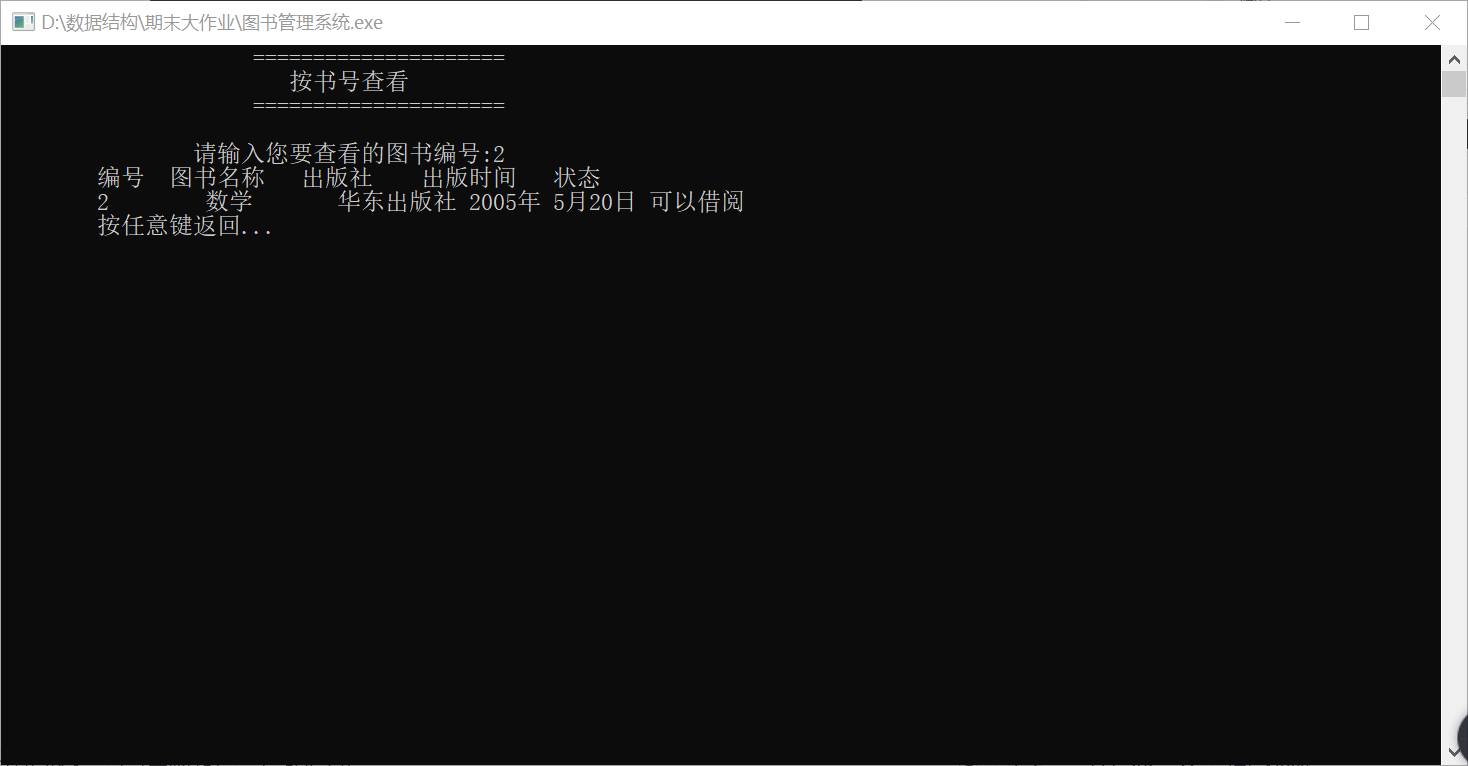 D:\数据结构\期末大作业\图书管理系统.exe
=====================
按书号查看
=====================
请输入您要查看的图书编号:2
编号 图书名称 出版社 出版时间 状态
2 数学 华东出版社 2005年 5月20日 可以借阅
按任意键返回...